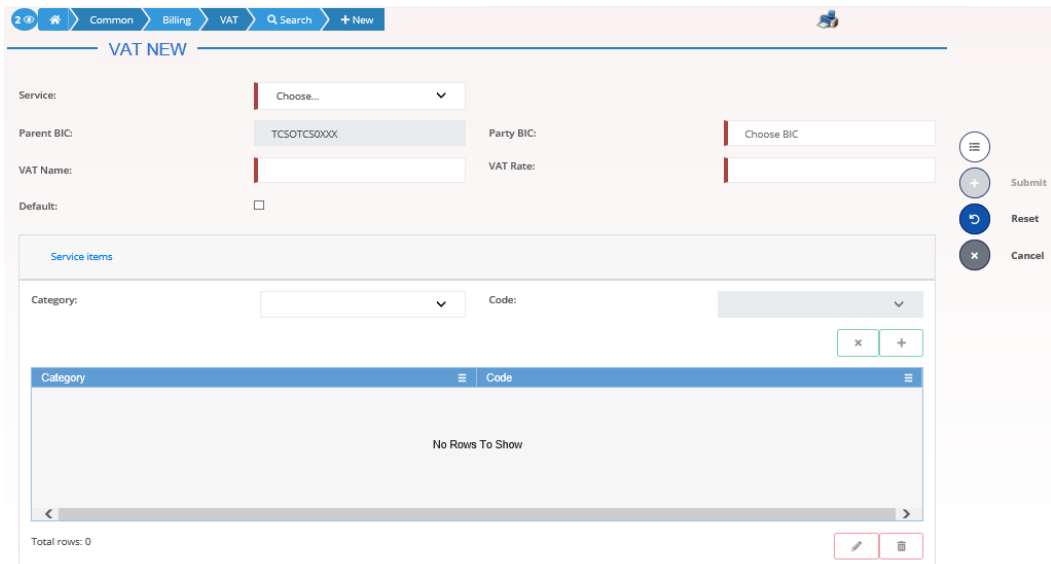 2
Common
Billing
VAT
Search
+ New
VAT NEW
Service:
Choose...
Parent BIC:
TCSOTCS0XXX
Party BIC:
Choose BIC
VAT Name:
VAT Rate:
Default:
Submit
Reset
Cancel
Service items
Category:
Code:
Category
Code
No Rows To Show
Total rows: 0